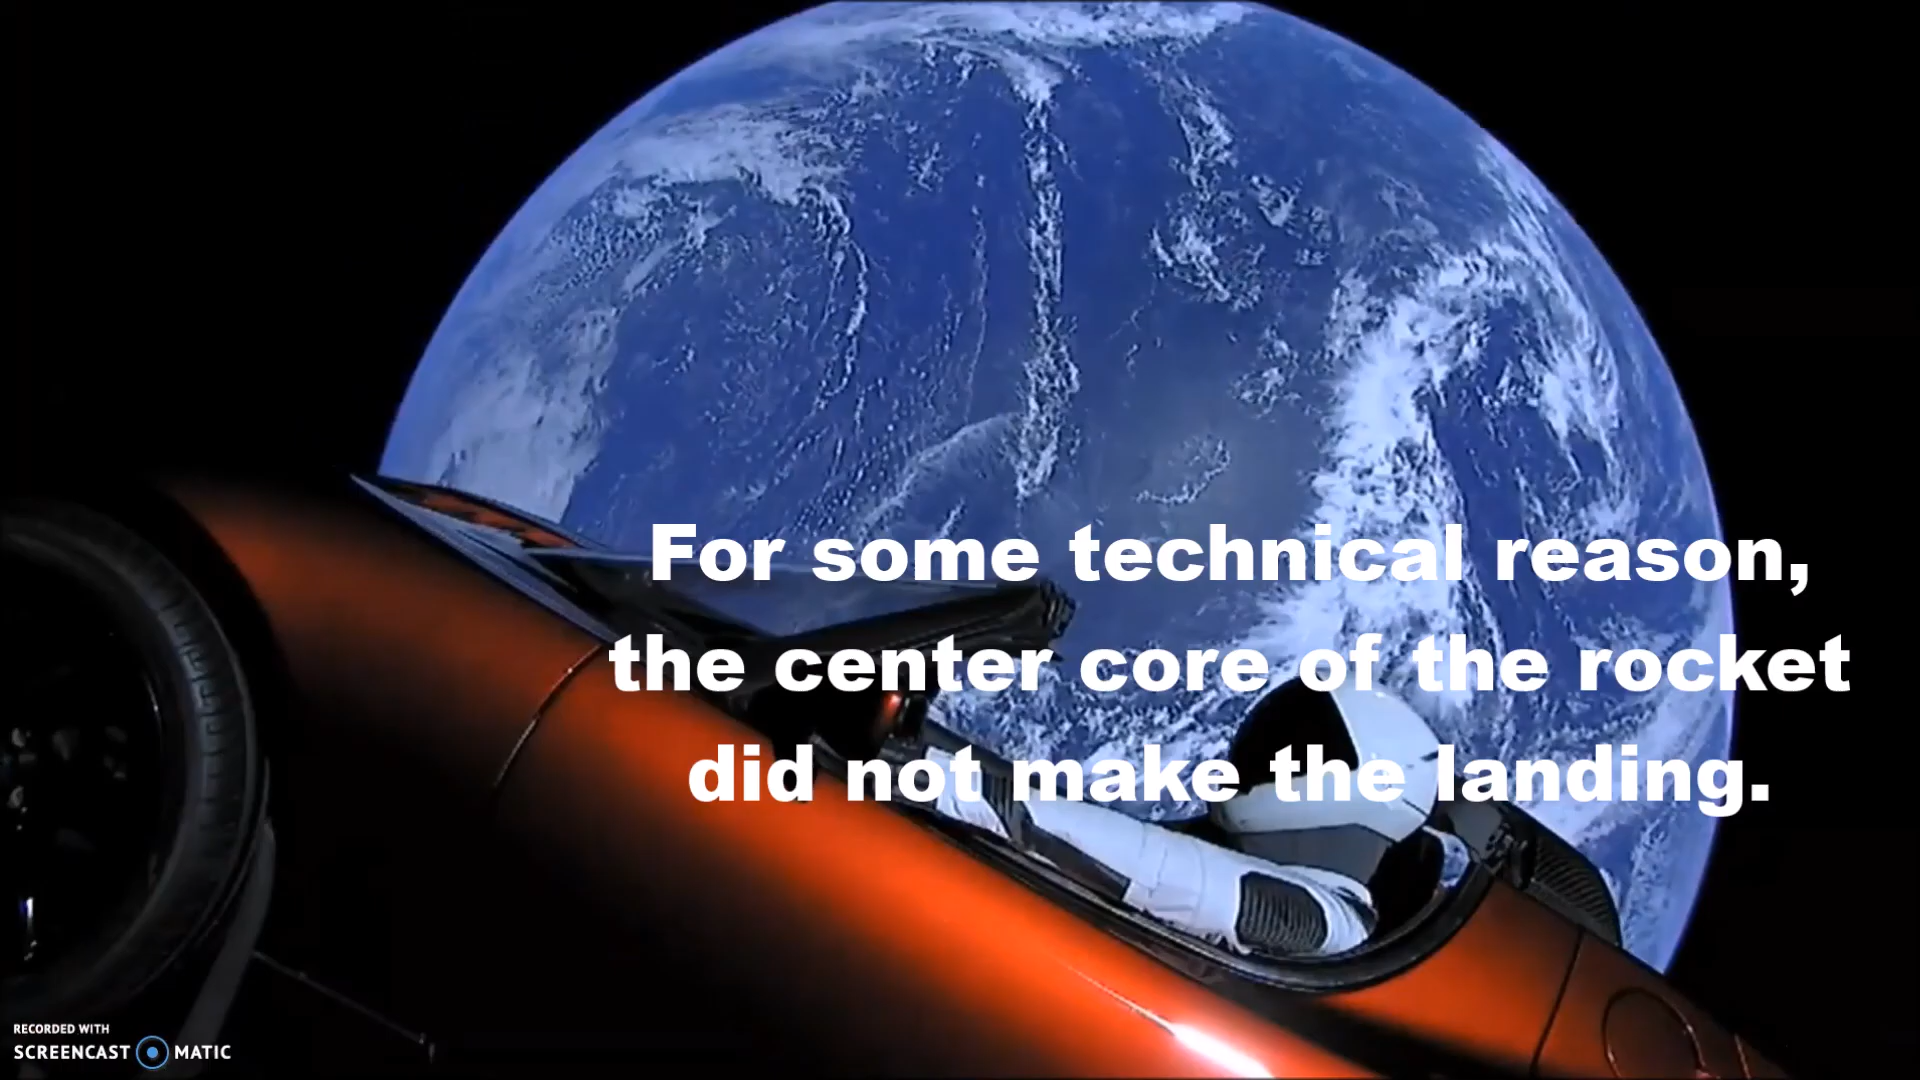 For some technical reason,
the center core of the rocket
did not make the landing.
RECORDED WITH
SCREENCAST MATIC